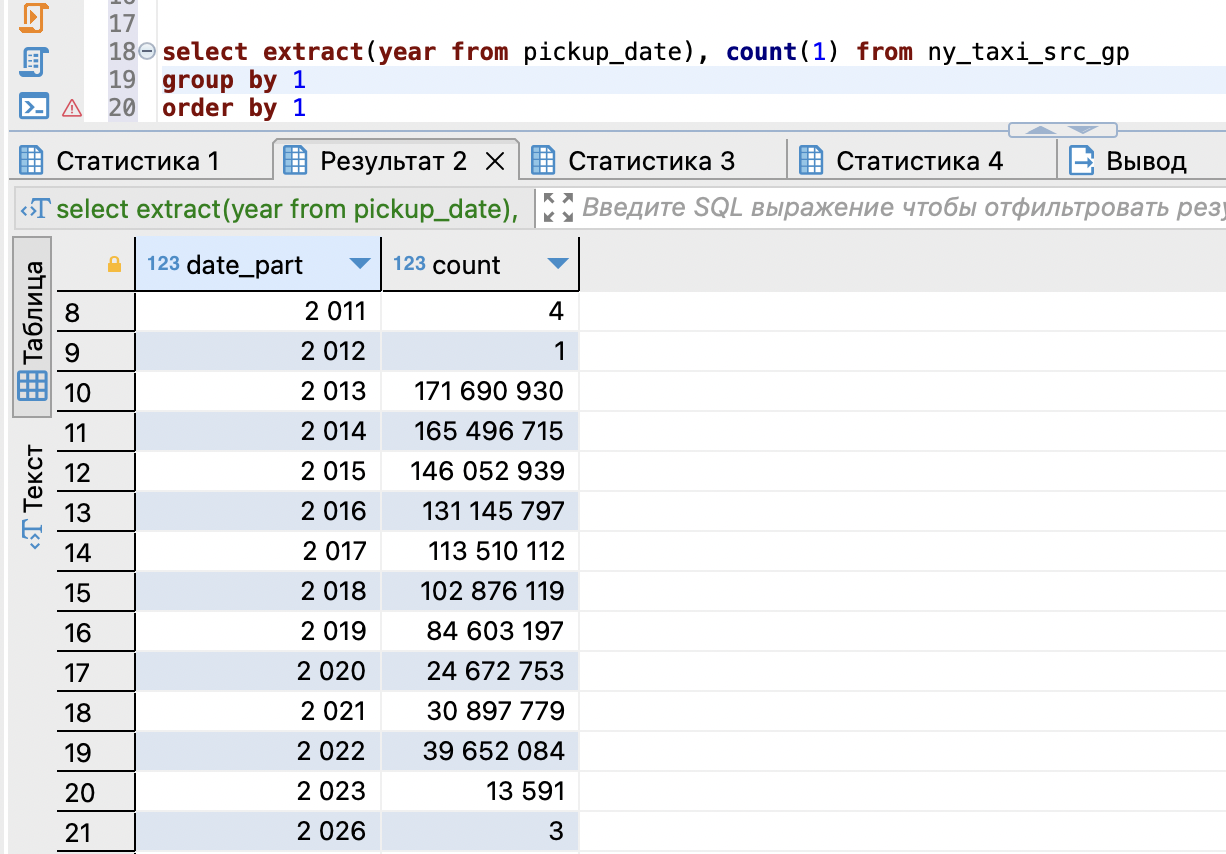 17
18 select extract(year from pickup_date), count(1) from ny_taxi_src_gp
19 group by 1
20 order by 1
Статистика 1 Результат 2 Статистика 3 Статистика 4 Вывод
select extract(year from pickup_date), Введите SQL выражение чтобы отфильтровать
Таблица
Текст
123 date_part 123 count
8 2 011 4
9 2 012 1
10 2 013 171 690 930
11 2 014 165 496 715
12 2 015 146 052 939
13 2 016 131 145 797
14 2 017 113 510 112
15 2 018 102 876 119
16 2 019 84 603 197
17 2 020 24 672 753
18 2 021 30 897 779
19 2 022 39 652 084
20 2 023 13 591
21 2 026 3